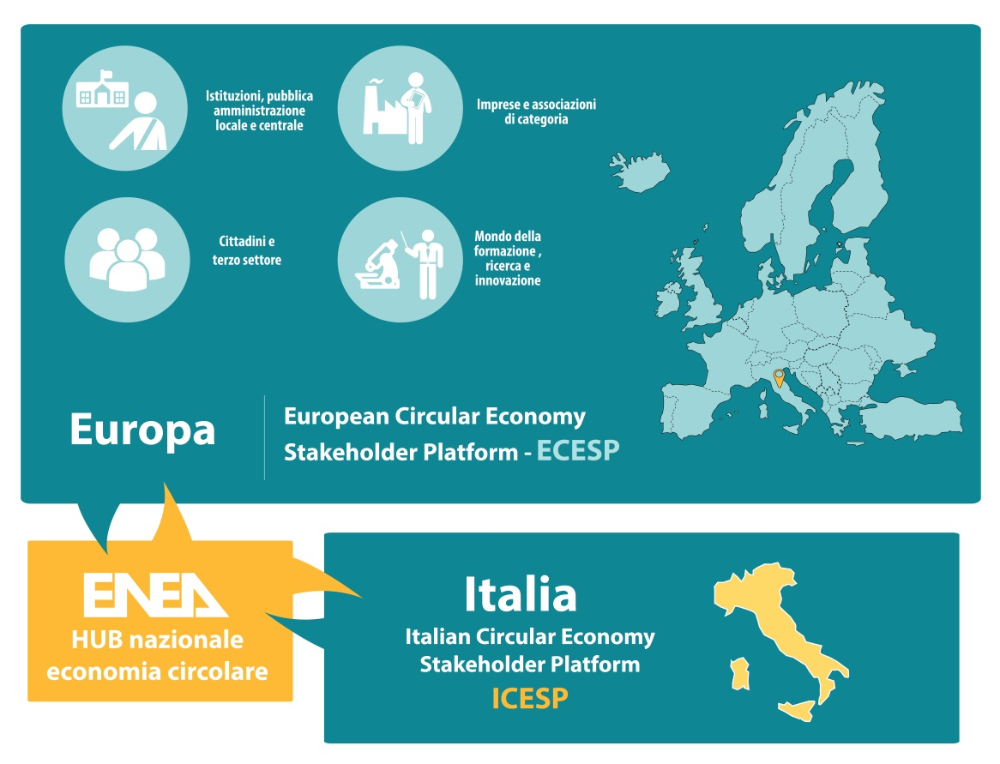 Istituzioni, pubblica
amministrazione
locale e centrale
Imprese e associazioni
di categoria
Cittadini e
terzo settore
Mondo della
formazione ,
ricerca e
innovazione
Europa
European Circular Economy
Stakeholder Platform - ECESP
ENEA
HUB nazionale
economia circolare
Italia
Italian Circular Economy
Stakeholder Platform
ICESP